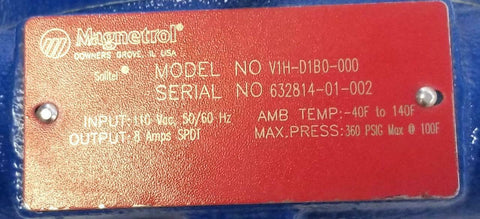 Magnetrol®
DOWNERS GROVE, IL USA
Solitel®
MODEL NO V1H-D1B0-000
SERIAL NO 632814-01-002
INPUT: 110 Vac, 50/60 Hz
OUTPUT: 8 Amps SPDT
AMB TEMP: -40F to 140F
MAX.PRESS: 360 PSIG Max @ 100F